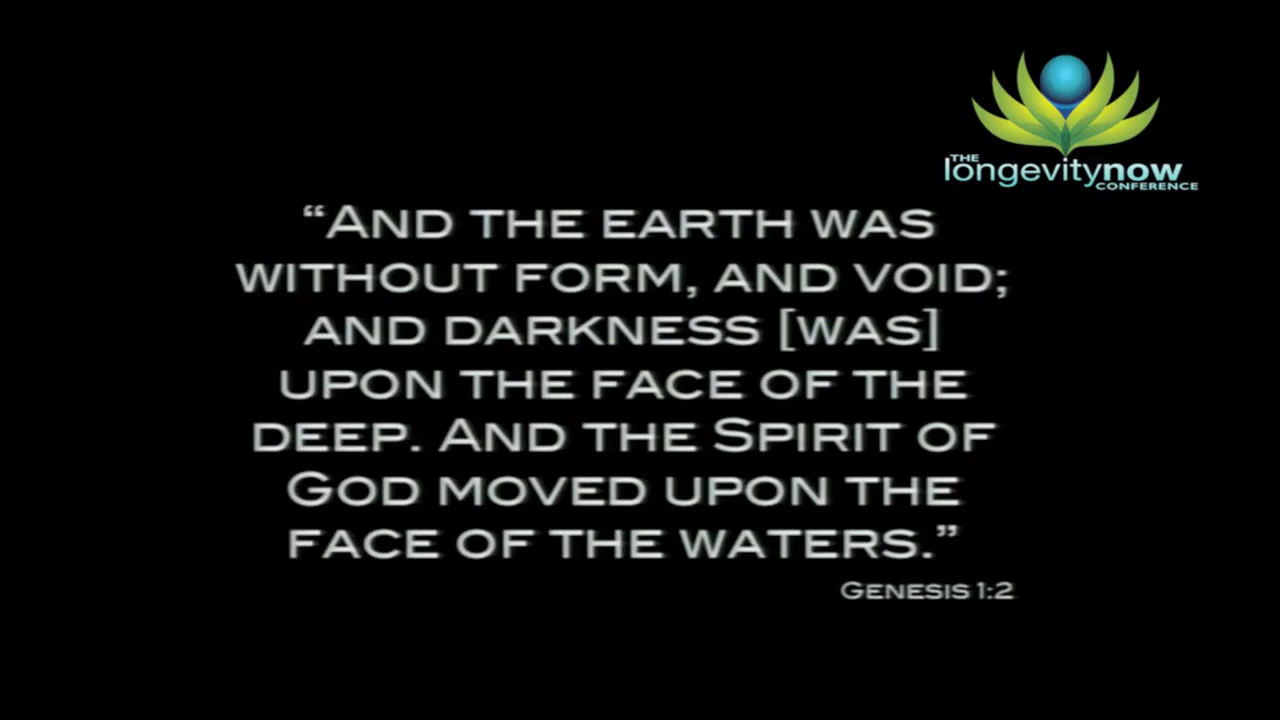 THE
longevitynow
CONFERENCE
“AND THE EARTH WAS
WITHOUT FORM, AND VOID;
AND DARKNESS [WAS]
UPON THE FACE OF THE
DEEP. AND THE SPIRIT OF
GOD MOVED UPON THE
FACE OF THE WATERS.”
GENESIS 1:2